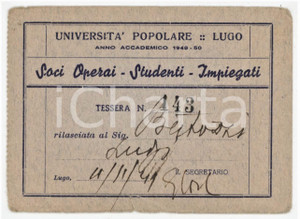 UNIVERSITA' POPOLARE :: LUGO
ANNO ACCADEMICO 1949-50
Soci Operai - Studenti - Impiegati
TESSERA N. 443
rilasciata al Sig.
Lugo
IL SEGRETARIO
Lugo,